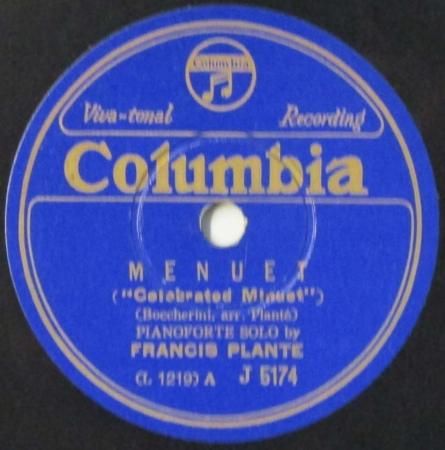 Columbia
Viva-tonal Recording
Columbia
MENUET
("Celebrated Minuet")
(Boccherini, arr. Planté)
PIANOFORTE SOLO by
FRANCIS PLANTE
(L 1219) A J 5174